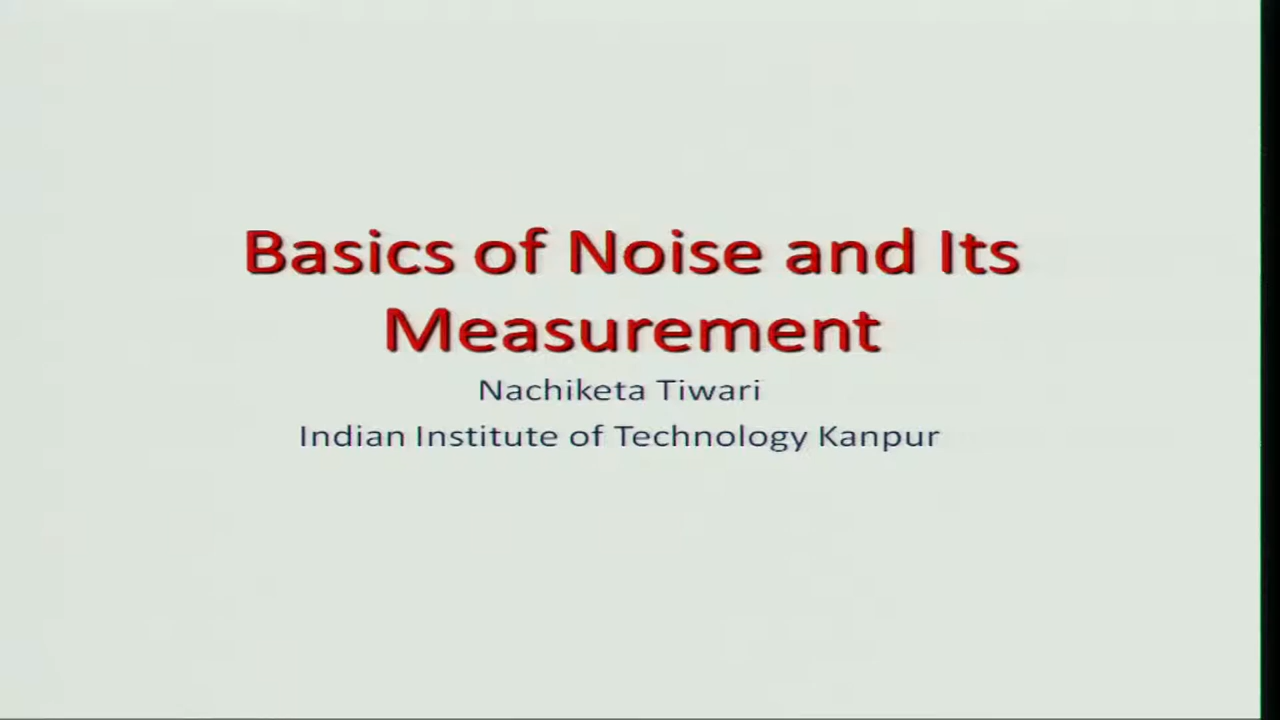 Basics of Noise and Its
Measurement
Nachiketa Tiwari
Indian Institute of Technology Kanpur